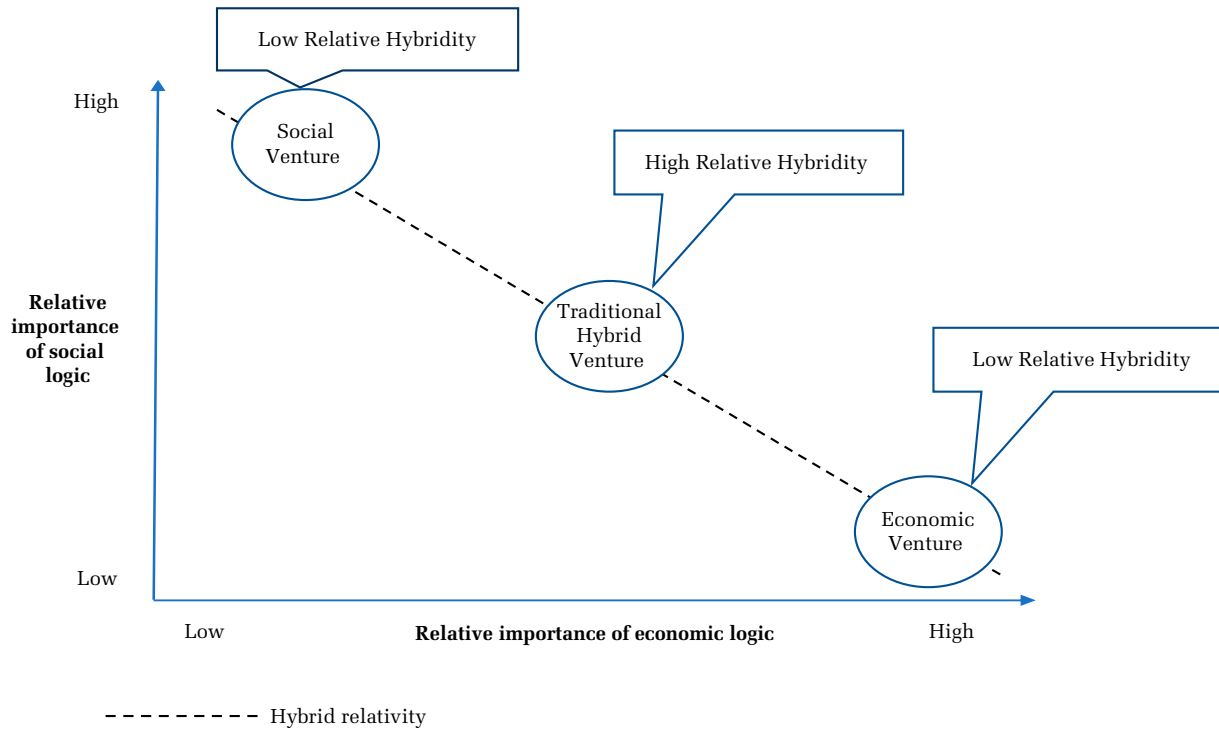 Low Relative Hybridity
High
Social
Venture
High Relative Hybridity
Relative
importance
of social
logic
Traditional
Hybrid
Venture
Low Relative Hybridity
Economic
Venture
Low
Low
Relative importance of economic logic
High
Hybrid relativity